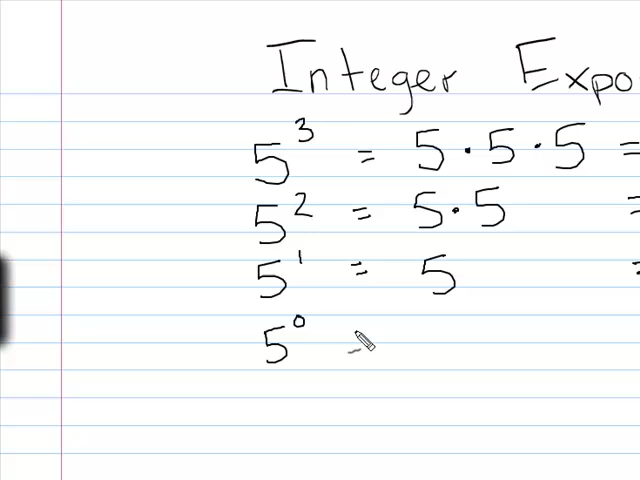 Integer Expo
5³ = 5 · 5 · 5 =
5² = 5 · 5 =
5¹ = 5 =
5⁰